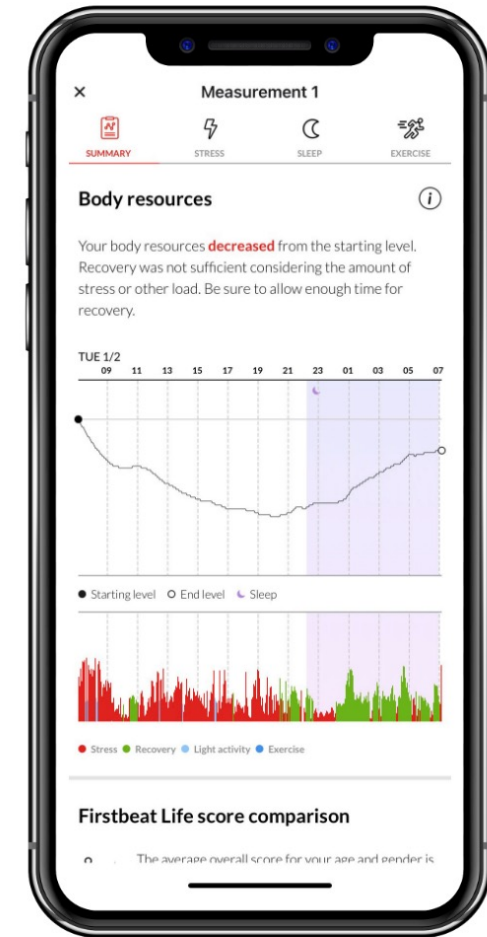 Measurement 1
SUMMARY STRESS SLEEP EXERCISE
Body resources
Your body resources decreased from the starting level.
Recovery was not sufficient considering the amount of
stress or other load. Be sure to allow enough time for
recovery.
TUE 1/2
09 11 13 15 17 19 21 23 01 03 05 07
Starting level End level Sleep
Stress Recovery Light activity Exercise
Firstbeat Life score comparison
The average overall score for your age and gender is